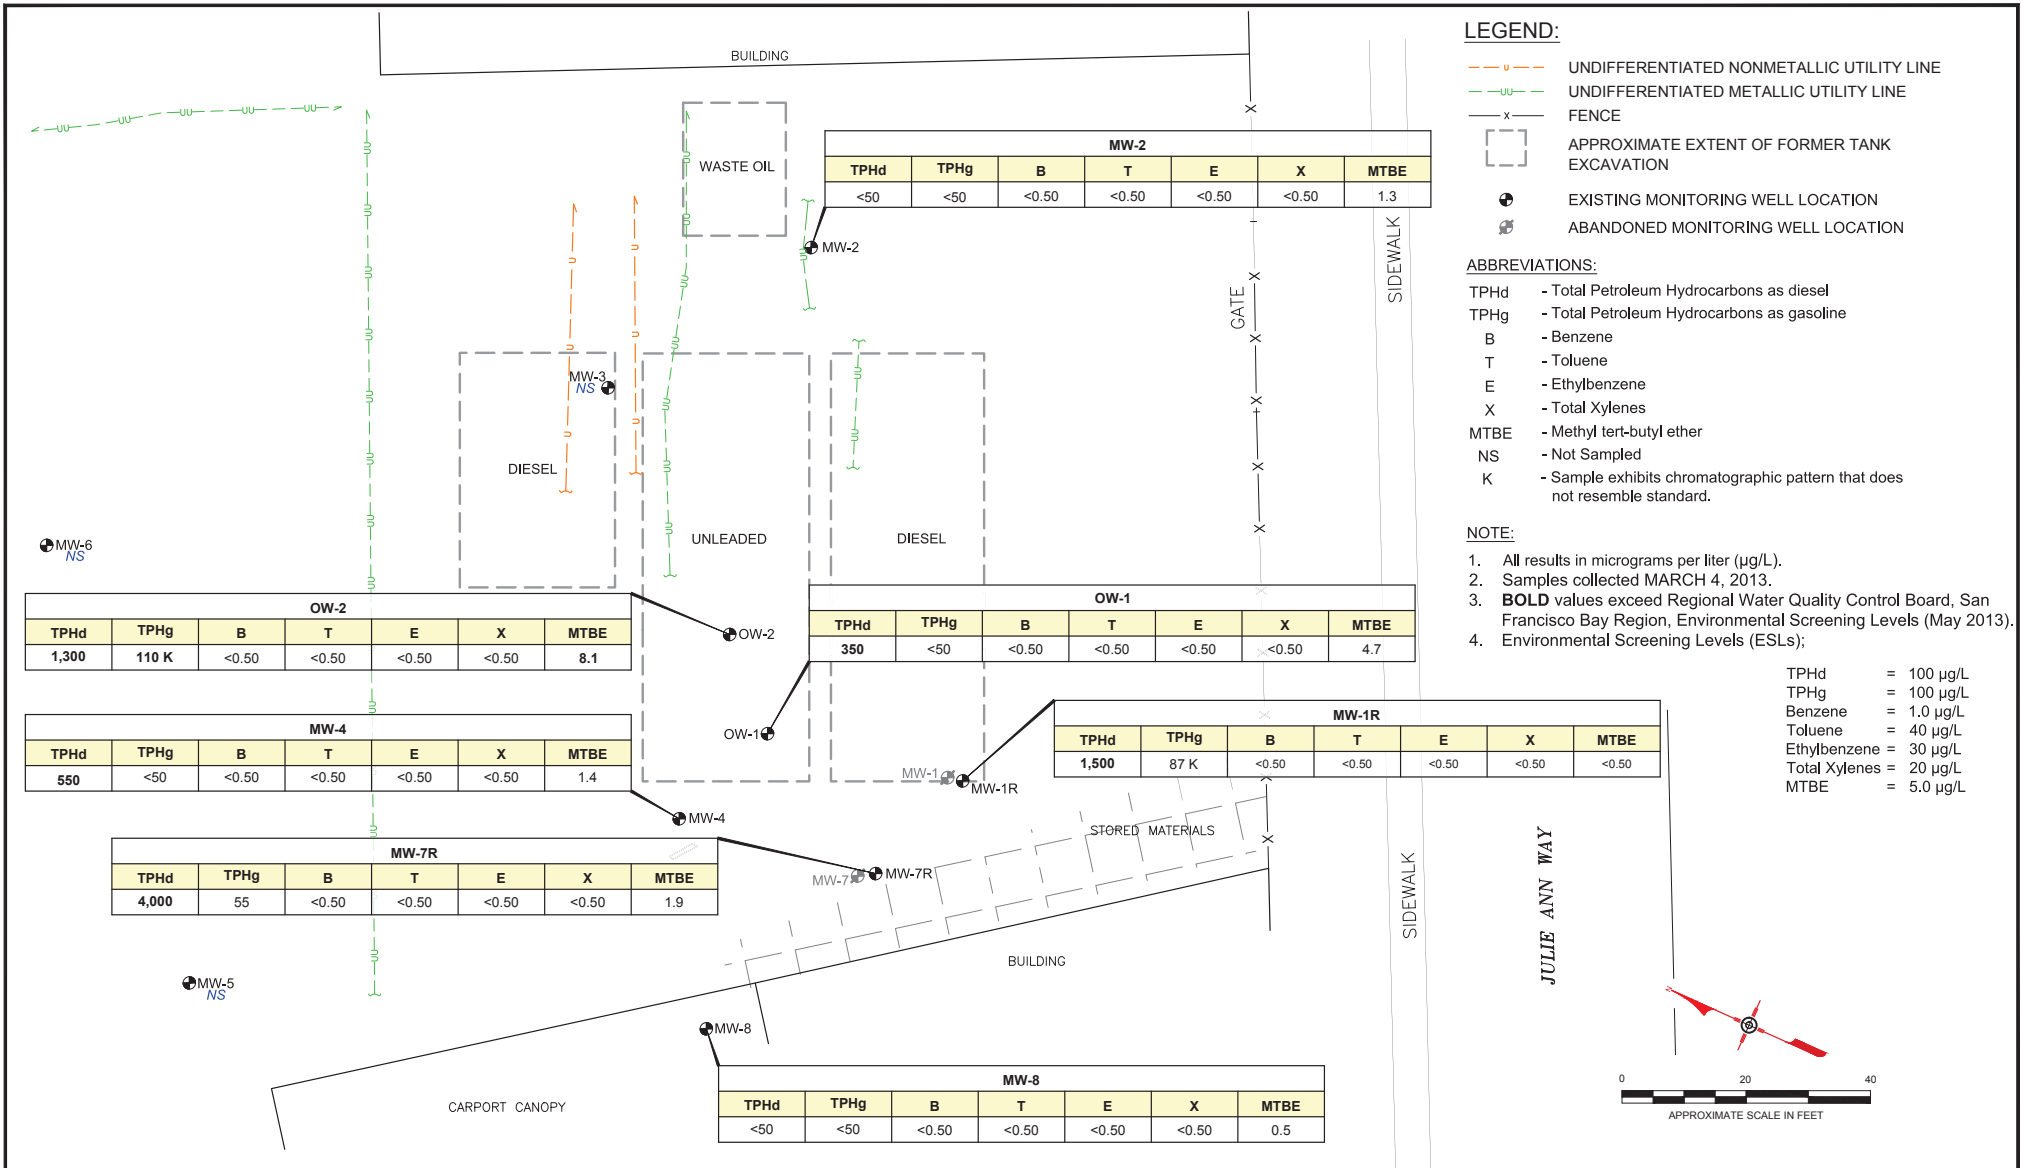 BUILDING
WASTE OIL
MW-2
TPHd TPHg B T E X MTBE
<50 <50 <0.50 <0.50 <0.50 <0.50 1.3
MW-2
GATE
SIDEWALK
MW-3
NS
DIESEL
UNLEADED
DIESEL
MW-6
NS
OW-2
TPHd TPHg B T E X MTBE
1,300 110 K <0.50 <0.50 <0.50 <0.50 8.1
OW-2
OW-1
TPHd TPHg B T E X MTBE
350 <50 <0.50 <0.50 <0.50 <0.50 4.7
OW-1
MW-4
TPHd TPHg B T E X MTBE
550 <50 <0.50 <0.50 <0.50 <0.50 1.4
MW-4
MW-1
MW-1R
MW-1R
TPHd TPHg B T E X MTBE
1,500 87 K <0.50 <0.50 <0.50 <0.50 <0.50
STORED MATERIALS
MW-7R
TPHd TPHg B T E X MTBE
4,000 55 <0.50 <0.50 <0.50 <0.50 1.9
MW-7
MW-7R
SIDEWALK
JULIE ANN WAY
BUILDING
MW-5
NS
MW-8
CARPORT CANOPY
MW-8
TPHd TPHg B T E X MTBE
<50 <50 <0.50 <0.50 <0.50 <0.50 0.5
LEGEND:
U UNDIFFERENTIATED NONMETALLIC UTILITY LINE
UU UNDIFFERENTIATED METALLIC UTILITY LINE
X FENCE
APPROXIMATE EXTENT OF FORMER TANK
EXCAVATION
EXISTING MONITORING WELL LOCATION
ABANDONED MONITORING WELL LOCATION
ABBREVIATIONS:
TPHd - Total Petroleum Hydrocarbons as diesel
TPHg - Total Petroleum Hydrocarbons as gasoline
B - Benzene
T - Toluene
E - Ethylbenzene
X - Total Xylenes
MTBE - Methyl tert-butyl ether
NS - Not Sampled
K - Sample exhibits chromatographic pattern that does
not resemble standard.
NOTE:
1. All results in micrograms per liter (µg/L).
2. Samples collected MARCH 4, 2013.
3. BOLD values exceed Regional Water Quality Control Board, San
Francisco Bay Region, Environmental Screening Levels (May 2013).
4. Environmental Screening Levels (ESLs);
TPHd = 100 µg/L
TPHg = 100 µg/L
Benzene = 1.0 µg/L
Toluene = 40 µg/L
Ethylbenzene = 30 µg/L
Total Xylenes = 20 µg/L
MTBE = 5.0 µg/L
0 20 40
APPROXIMATE SCALE IN FEET